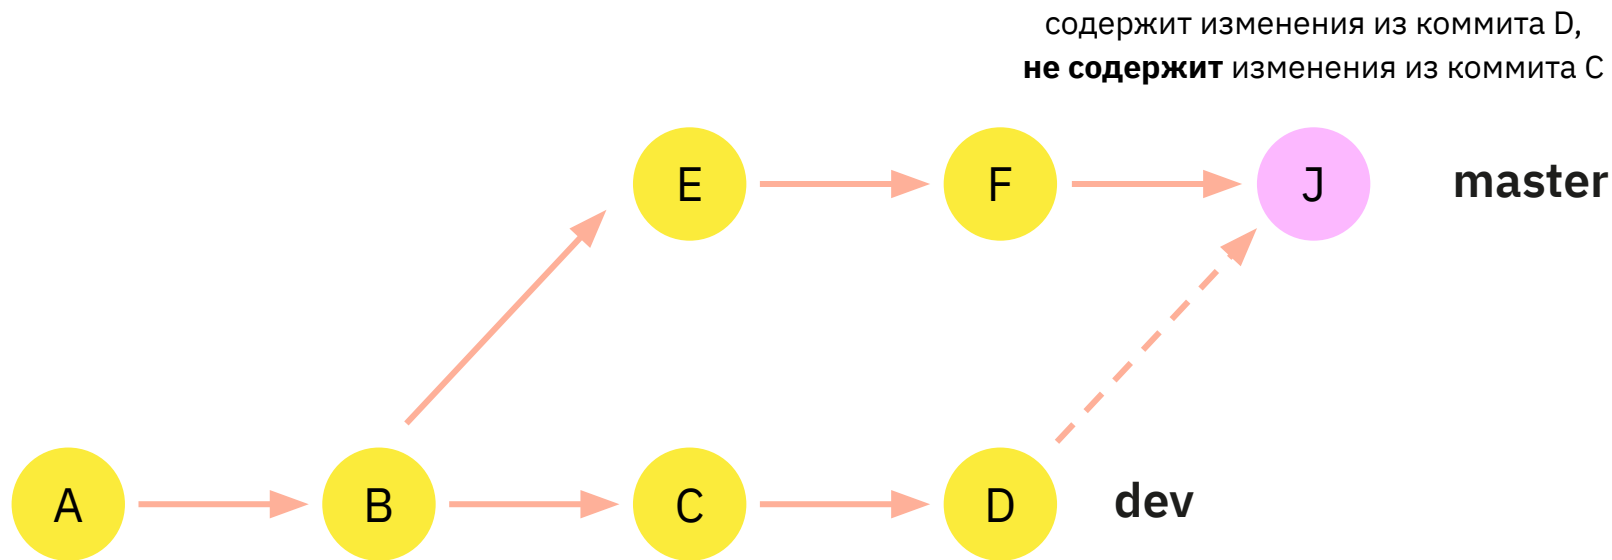 содержит изменения из коммита D,
не содержит изменения из коммита C
E
F
J
master
A
B
C
D
dev